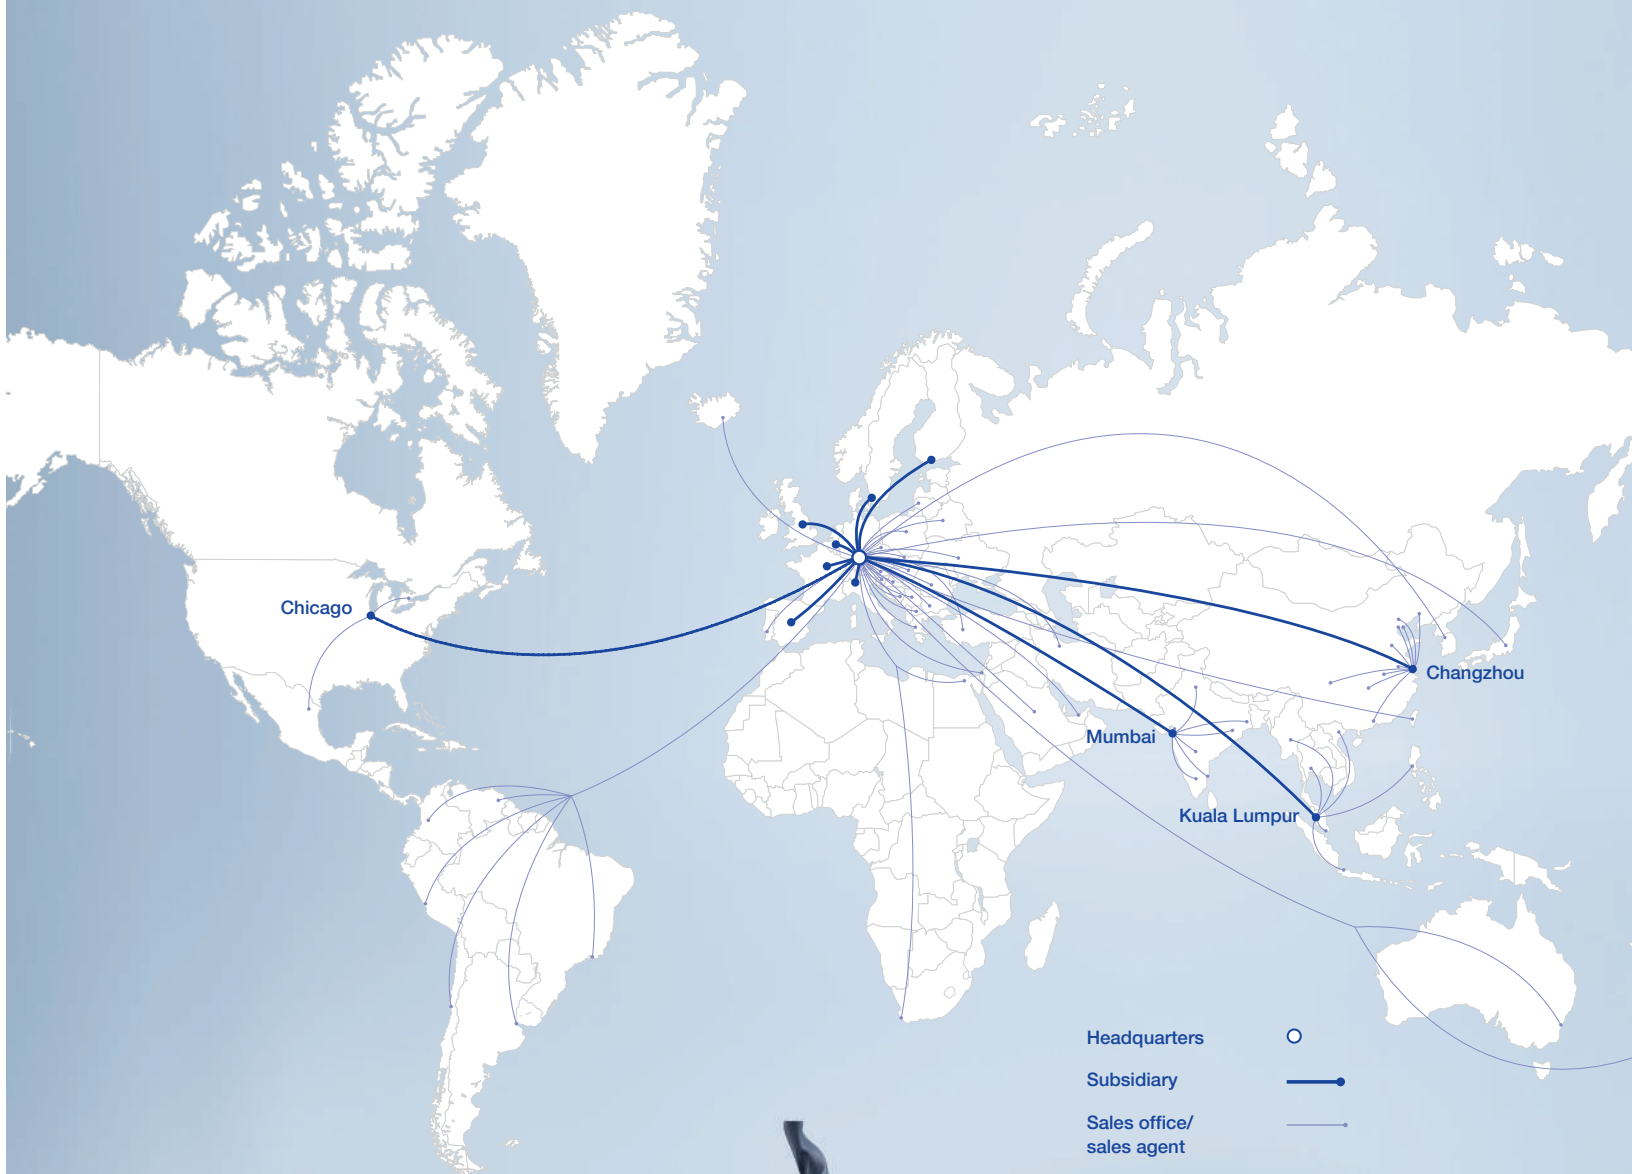 Chicago
Changzhou
Mumbai
Kuala Lumpur
Headquarters
Subsidiary
Sales office/
sales agent